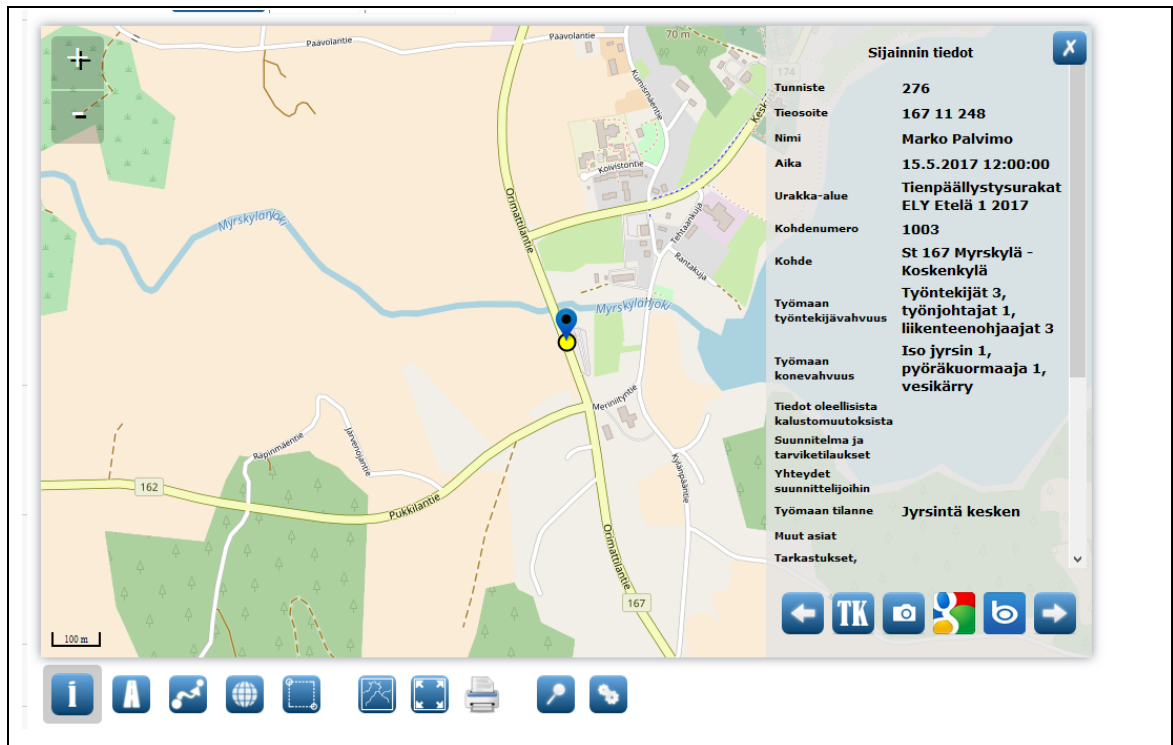 Paavolantie
Paavolantie
70 m
174
Kumismäentie
Koivistontie
Orimattilantie
Tehtaankuja
Rantakuja
Myrskylänjoki
Myrskylänjoki
Meriniityntie
Räpinmäentie
Järvenojantie
162
Pukkilantie
Kylänpääntie
Orimattilantie
167
100 m
+
-
Sijainnin tiedot
X
Tunniste 276
Tieosoite 167 11 248
Nimi Marko Palvimo
Aika 15.5.2017 12:00:00
Urakka-alue Tienpäällystysurakat
ELY Etelä 1 2017
Kohdenumero 1003
Kohde St 167 Myrskylä -
Koskenkylä
Työmaan
työntekijävahvuus
Työntekijät 3,
työnjohtajat 1,
liikenteenohjaajat 3
Työmaan
konevahvuus
Iso jyrsin 1,
pyöräkuormaaja 1,
vesikärry
Tiedot oleellisista
kalustomuutoksista
Suunnitelma ja
tarviketilaukset
Yhteydet
suunnittelijoihin
Työmaan tilanne Jyrsintä kesken
Muut asiat
Tarkastukset,
TK